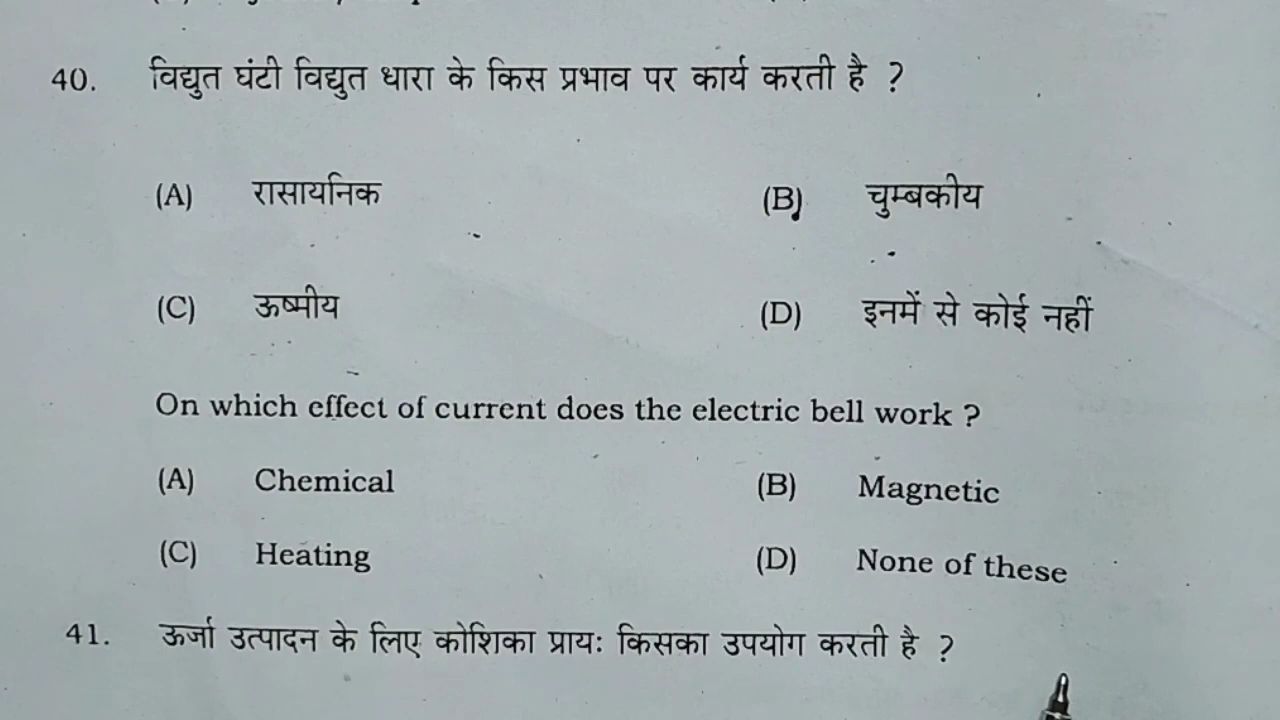 40. विद्युत घंटी विद्युत धारा के किस प्रभाव पर कार्य करती है ?
(A) रासायनिक (B) चुम्बकीय
(C) ऊष्मीय (D) इनमें से कोई नहीं
On which effect of current does the electric bell work ?
(A) Chemical (B) Magnetic
(C) Heating (D) None of these
41. ऊर्जा उत्पादन के लिए कोशिका प्रायः किसका उपयोग करती है ?